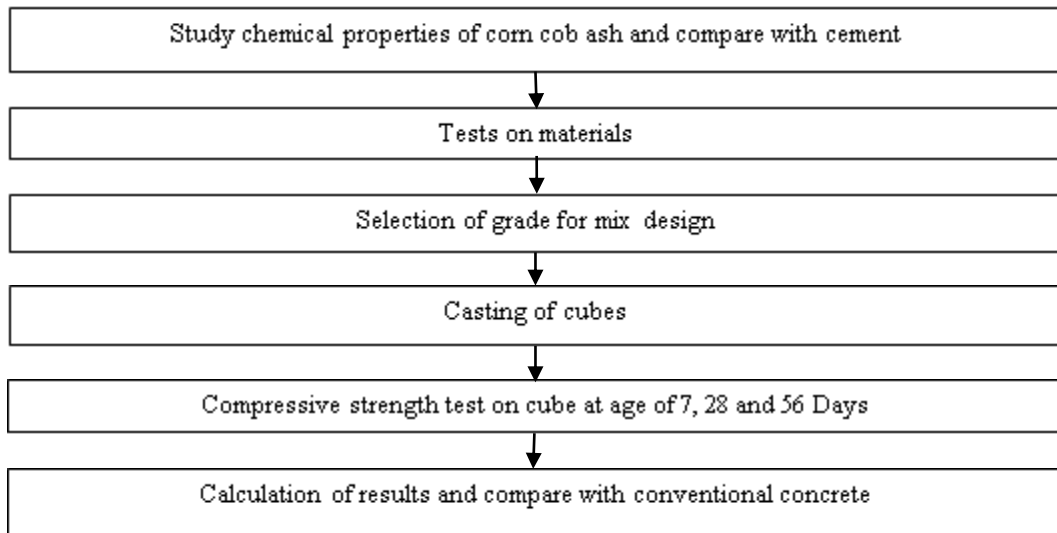 Study chemical properties of corn cob ash and compare with cement
Tests on materials
Selection of grade for mix design
Casting of cubes
Compressive strength test on cube at age of 7, 28 and 56 Days
Calculation of results and compare with conventional concrete